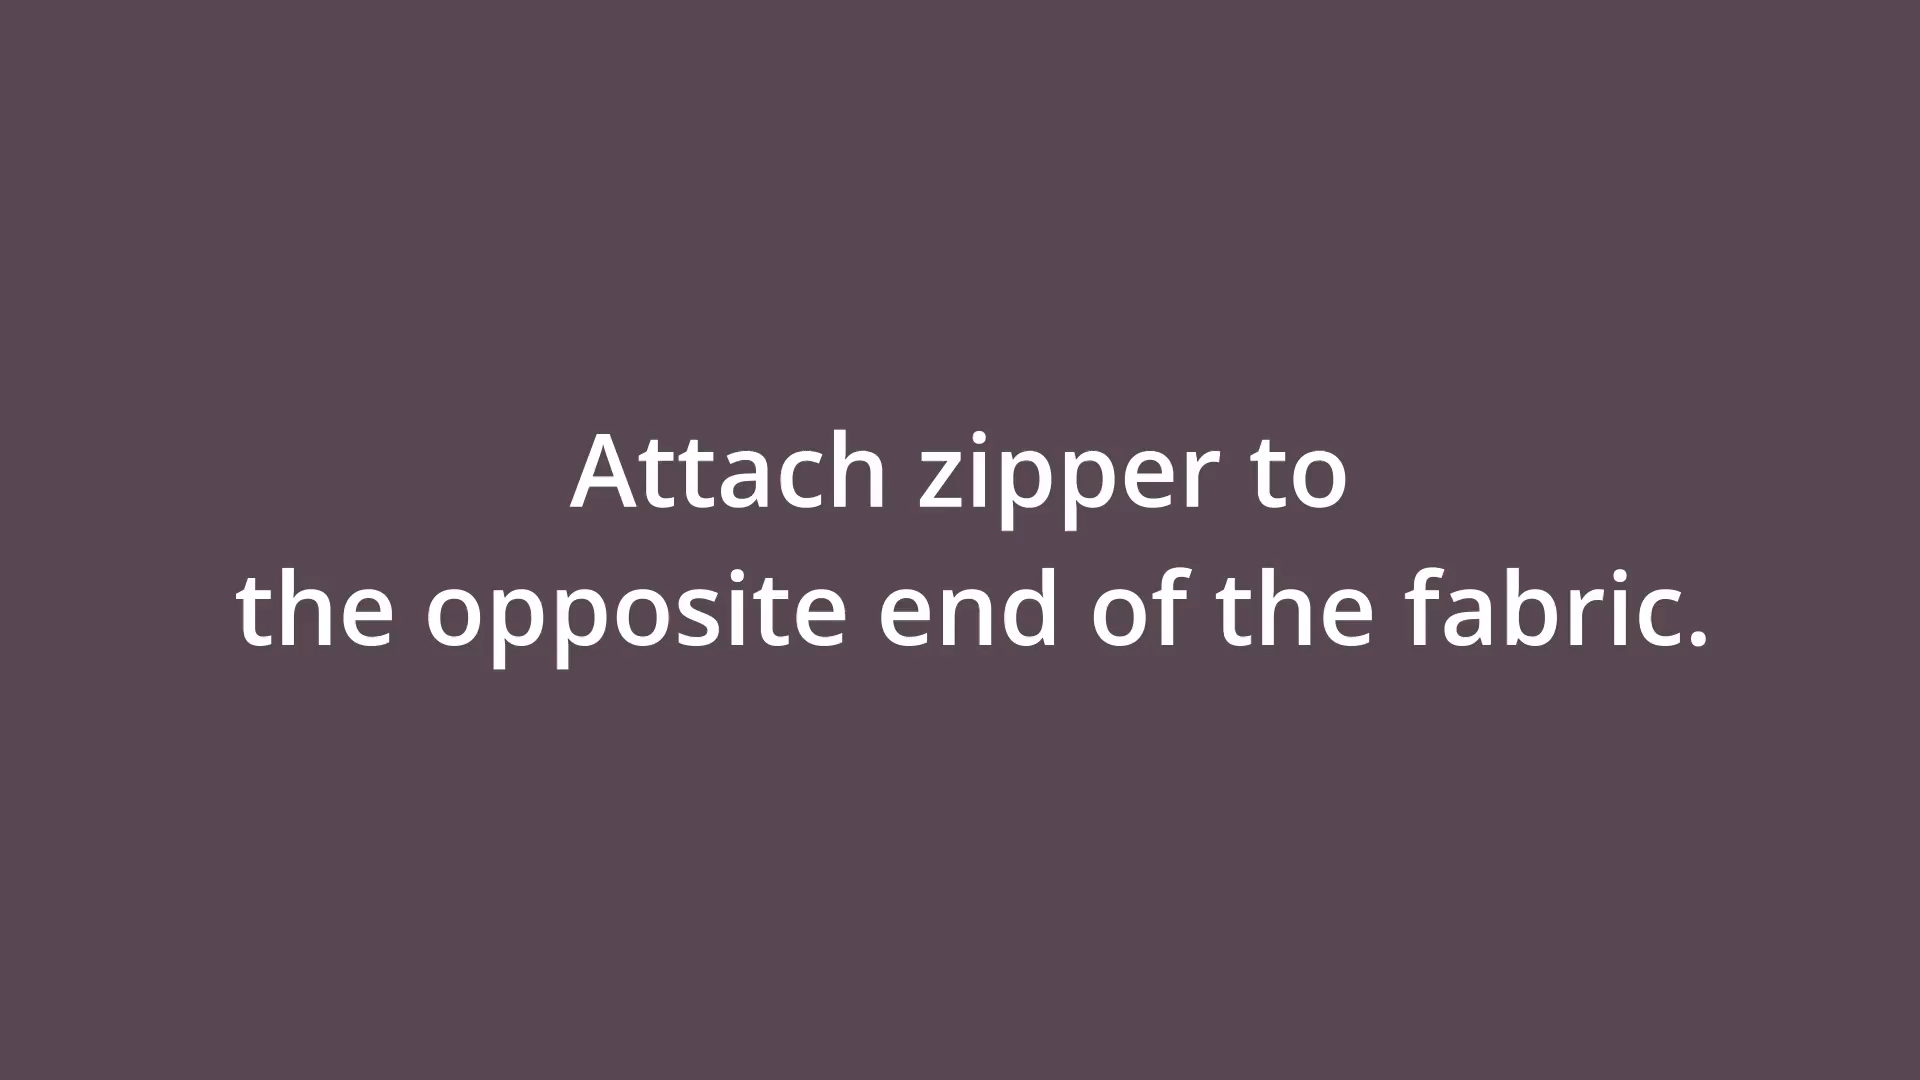 Attach zipper to
the opposite end of the fabric.